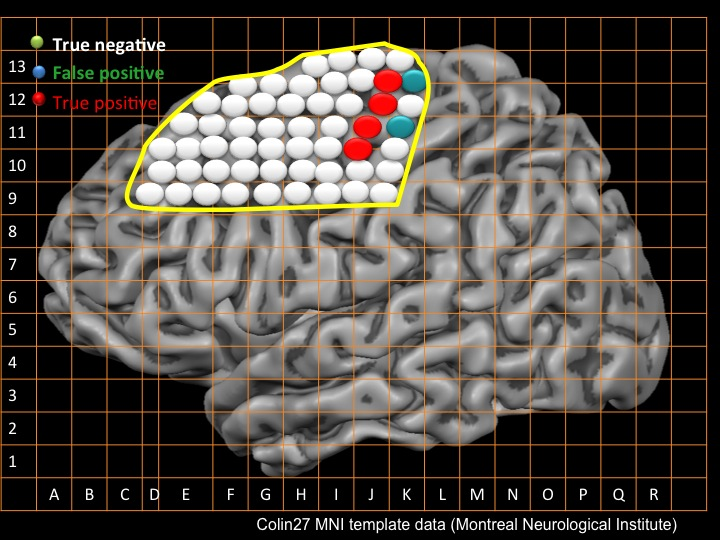 True negative
False positive
True positive
13
12
11
10
9
8
7
6
5
4
3
2
1
A B C D E F G H I J K L M N O P Q R
Colin27 MNI template data (Montreal Neurological Institute)